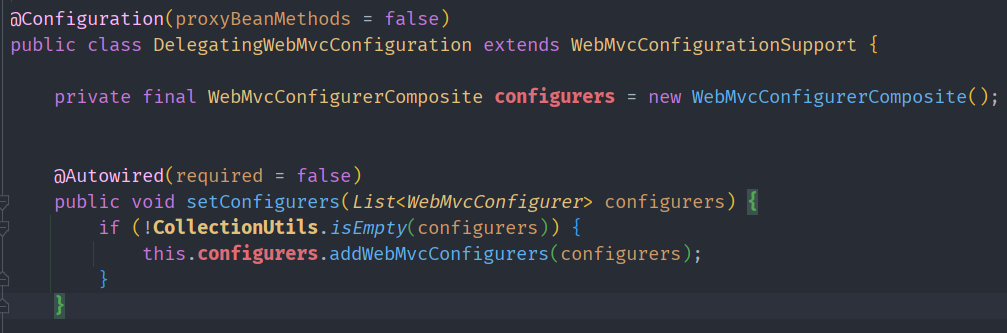 @Configuration(proxyBeanMethods = false)
public class DelegatingWebMvcConfiguration extends WebMvcConfigurationSupport {
private final WebMvcConfigurerComposite configurers = new WebMvcConfigurerComposite();
@Autowired(required = false)
public void setConfigurers(List<WebMvcConfigurer> configurers) {
if (!CollectionUtils.isEmpty(configurers)) {
this.configurers.addWebMvcConfigurers(configurers);
}
}